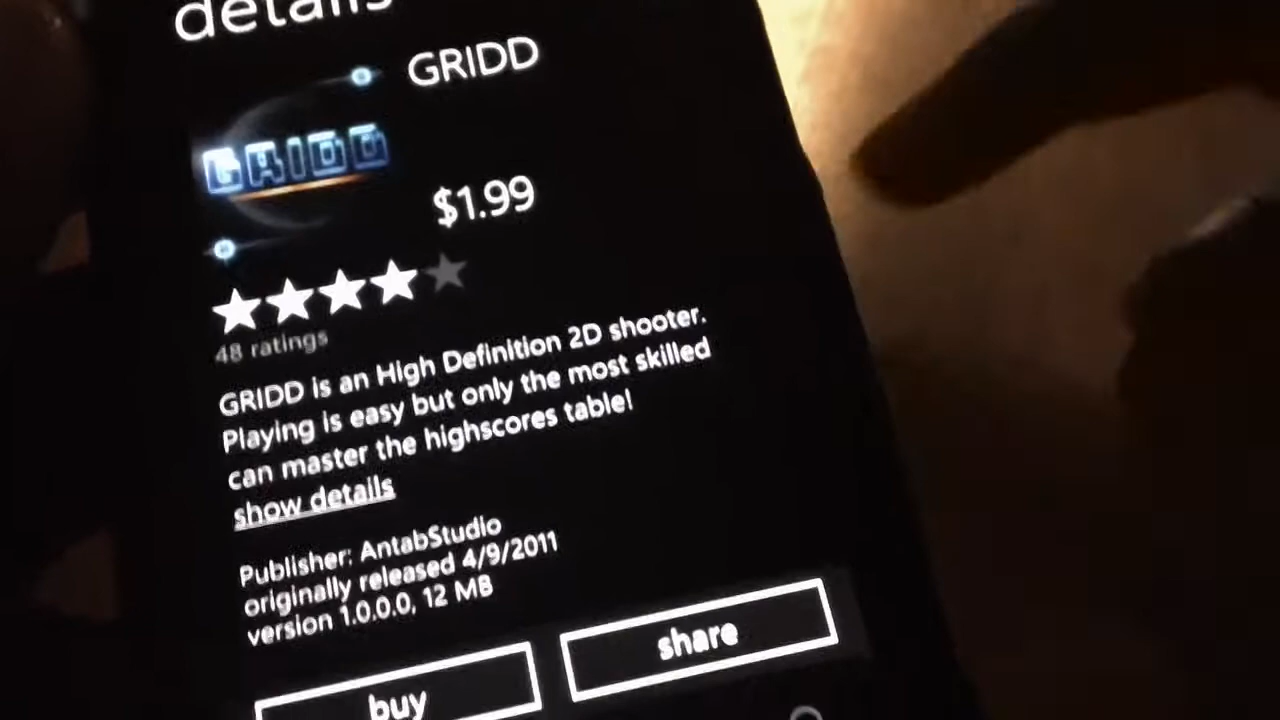 details
GRIDD
GRIDD
$1.99
48 ratings
GRIDD is an High Definition 2D shooter.
Playing is easy but only the most skilled
can master the highscores table!
show details
Publisher: AntabStudio
originally released 4/9/2011
version 1.0.0.0, 12 MB
buy
share